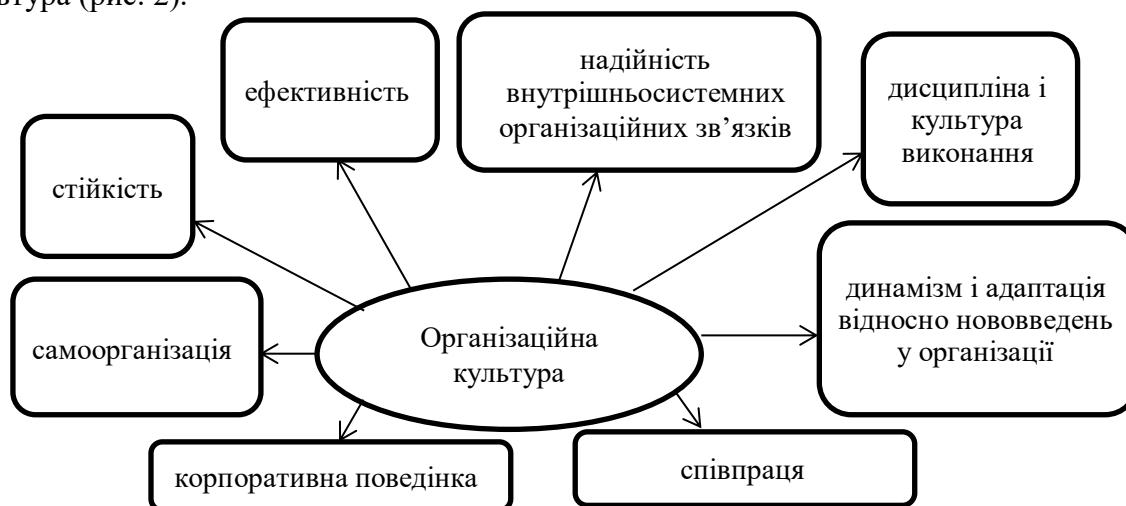 ьтура (рис. 2).
ефективність
надійність
внутрішньосистемних
організаційних зв’язків
дисципліна і
культура
виконання
стійкість
динамізм і адаптація
відносно нововведень
у організації
самоорганізація
Організаційна
культура
корпоративна поведінка
співпраця